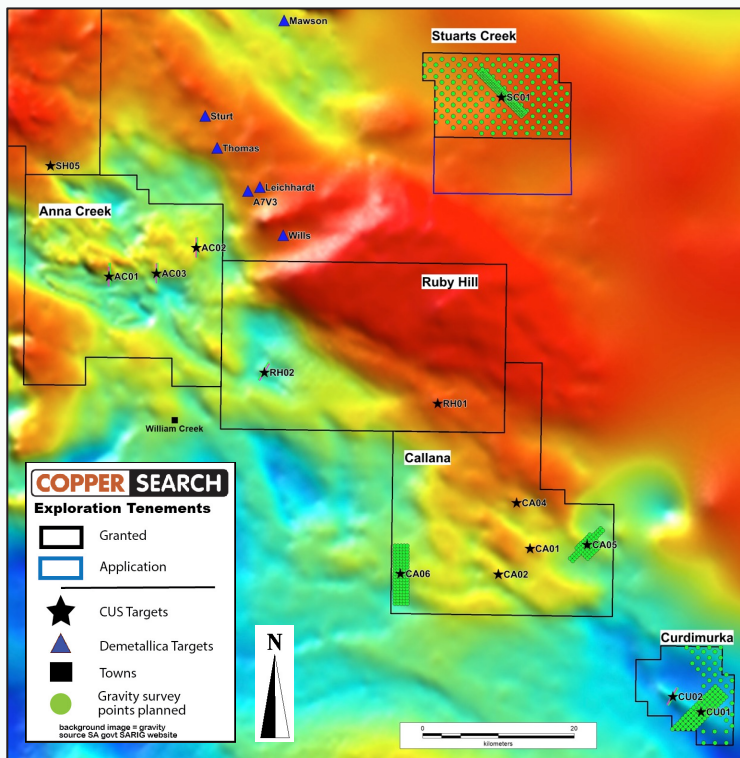 Mawson
Stuarts Creek
SC01
Sturt
Thomas
SH05
Leichhardt
A7V3
Anna Creek
Wills
AC02
AC01
AC03
Ruby Hill
RH02
RH01
William Creek
Callana
CA04
CA01
CA05
CA06
CA02
Curdimurka
CU02
CU01
COPPER SEARCH
Exploration Tenements
Granted
Application
CUS Targets
Demetallica Targets
Towns
Gravity survey
points planned
background image = gravity
source SA govt SARIG website
N
0 20
kilometers